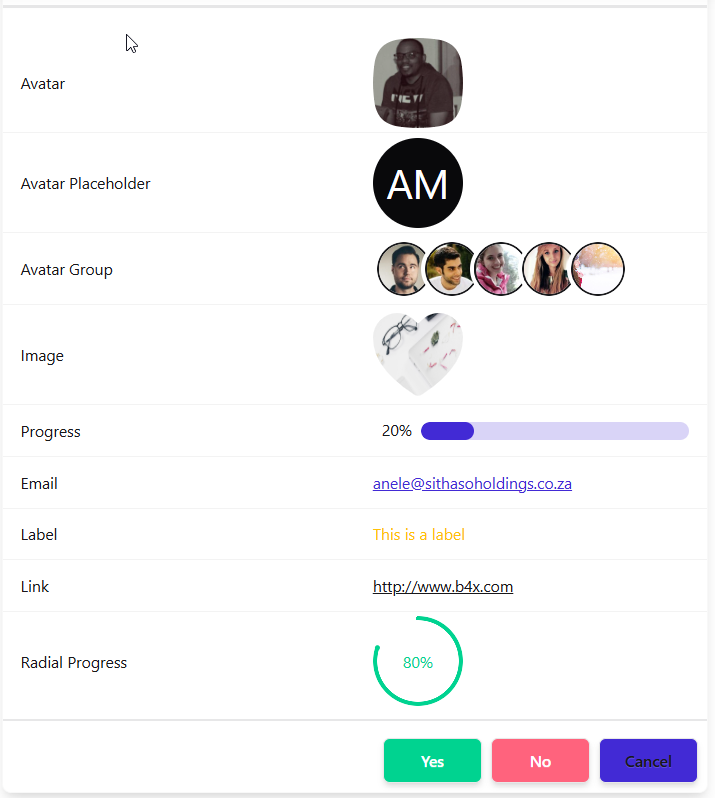 Avatar
Avatar Placeholder AM
Avatar Group
Image
Progress 20%
Email anele@sithasoholdings.co.za
Label This is a label
Link http://www.b4x.com
Radial Progress 80%
Yes No Cancel